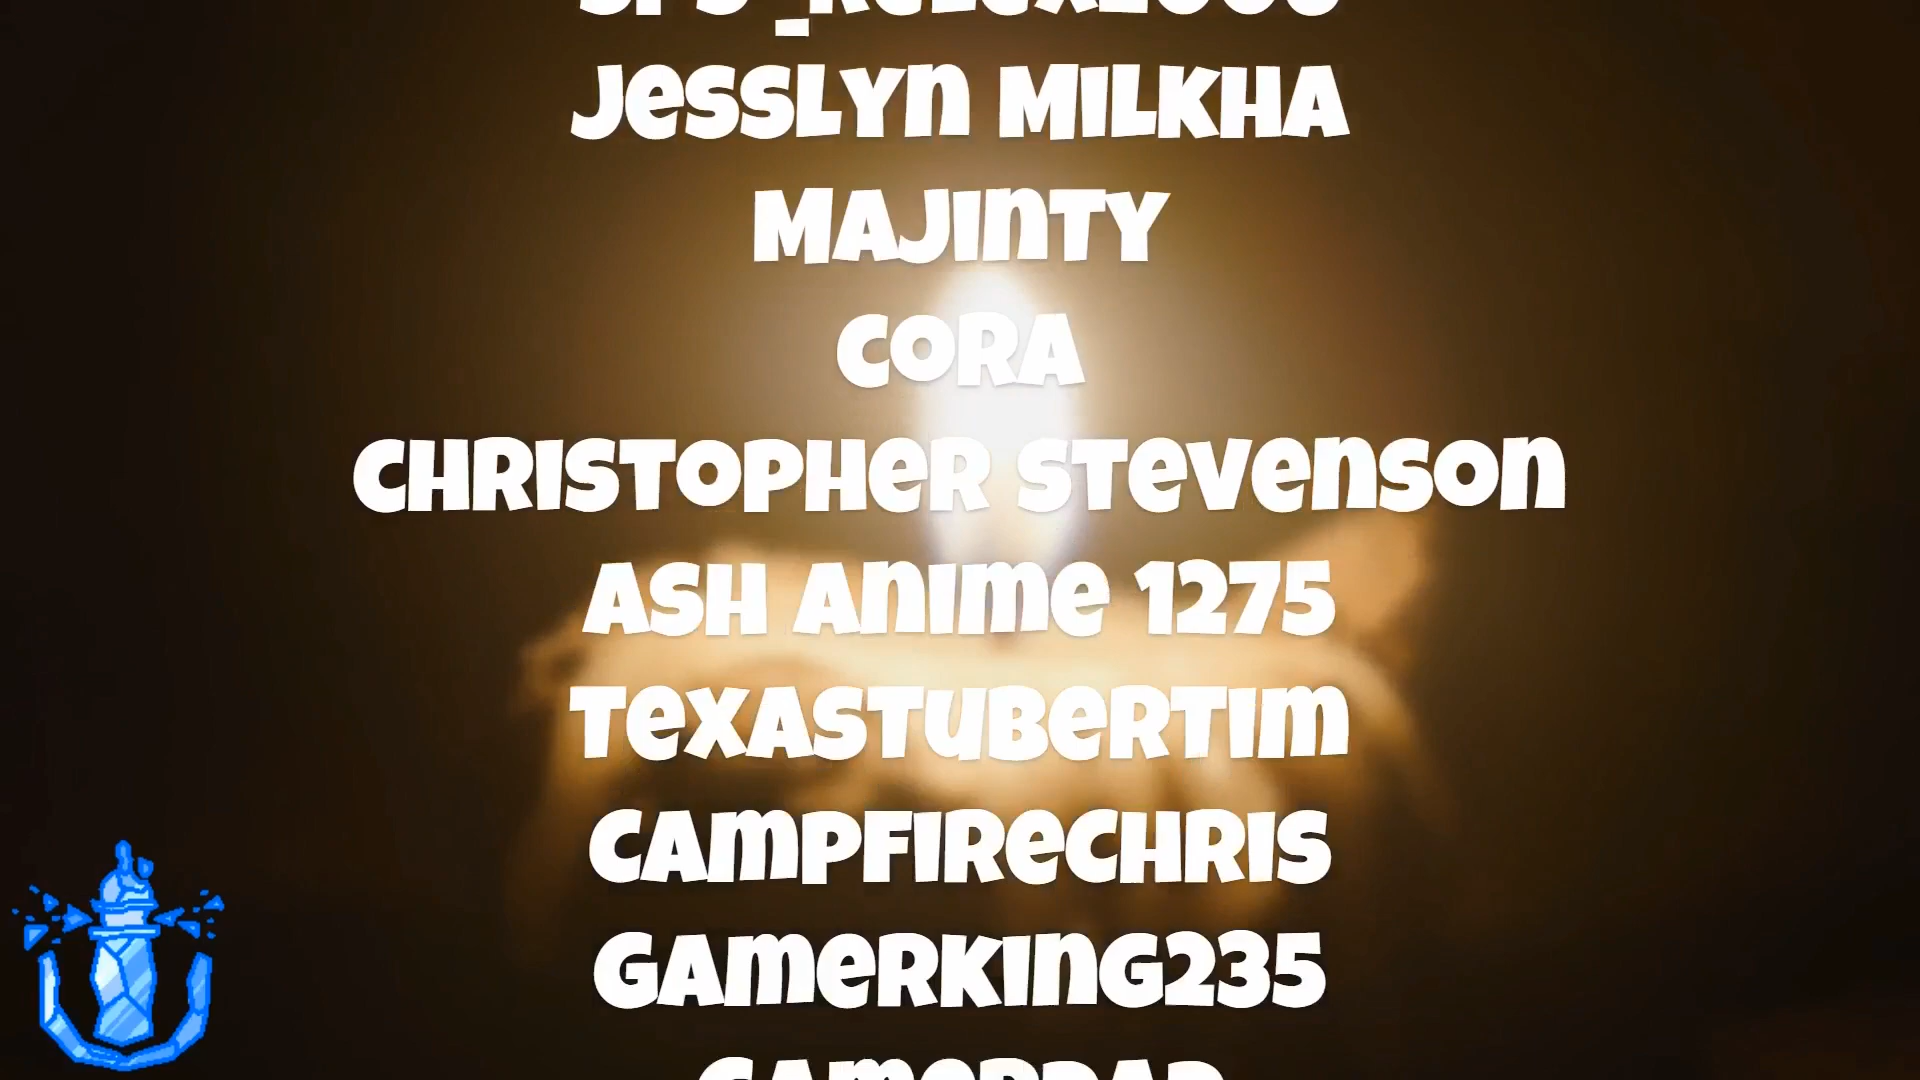 Jesslyn Milkha
Majinty
Cora
Christopher Stevenson
Ash Anime 1275
TexasTuberTim
CampfireChris
GamerKing235